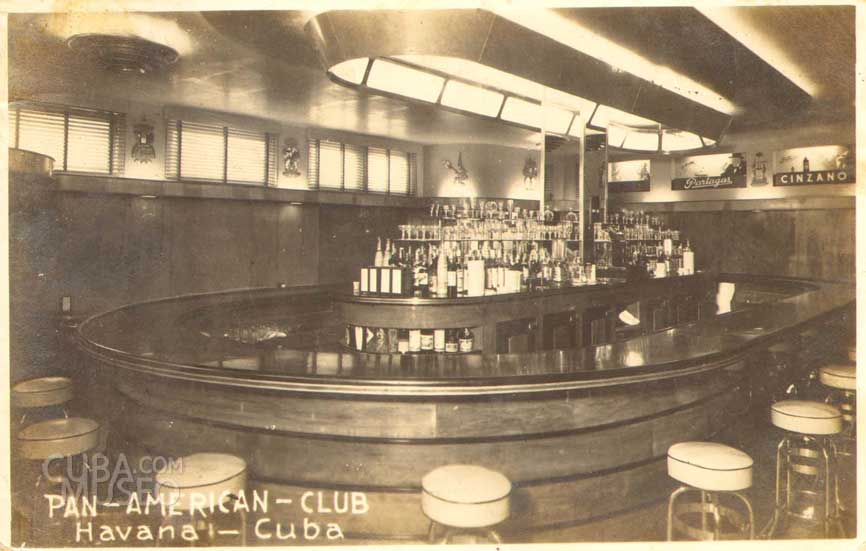 Partagas
CINZANO
CUBA.COM
MUSEO
PAN-AMERICAN-CLUB
Havana - Cuba